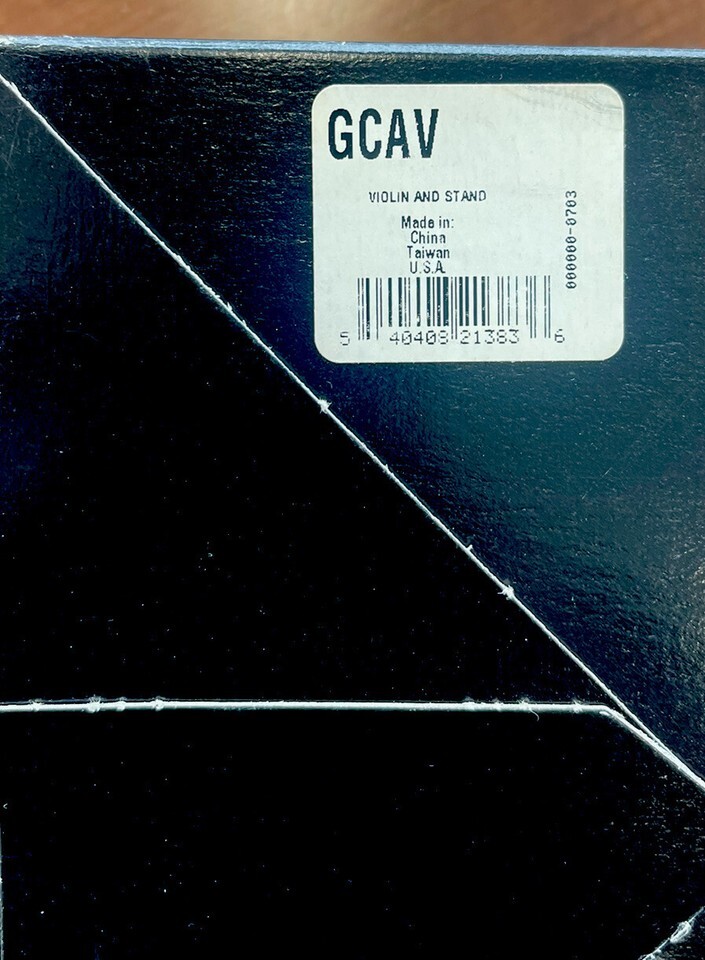 GCAV
VIOLIN AND STAND
Made in:
China
Taiwan
U.S.A.
000000-0703
5 40408 21383 6